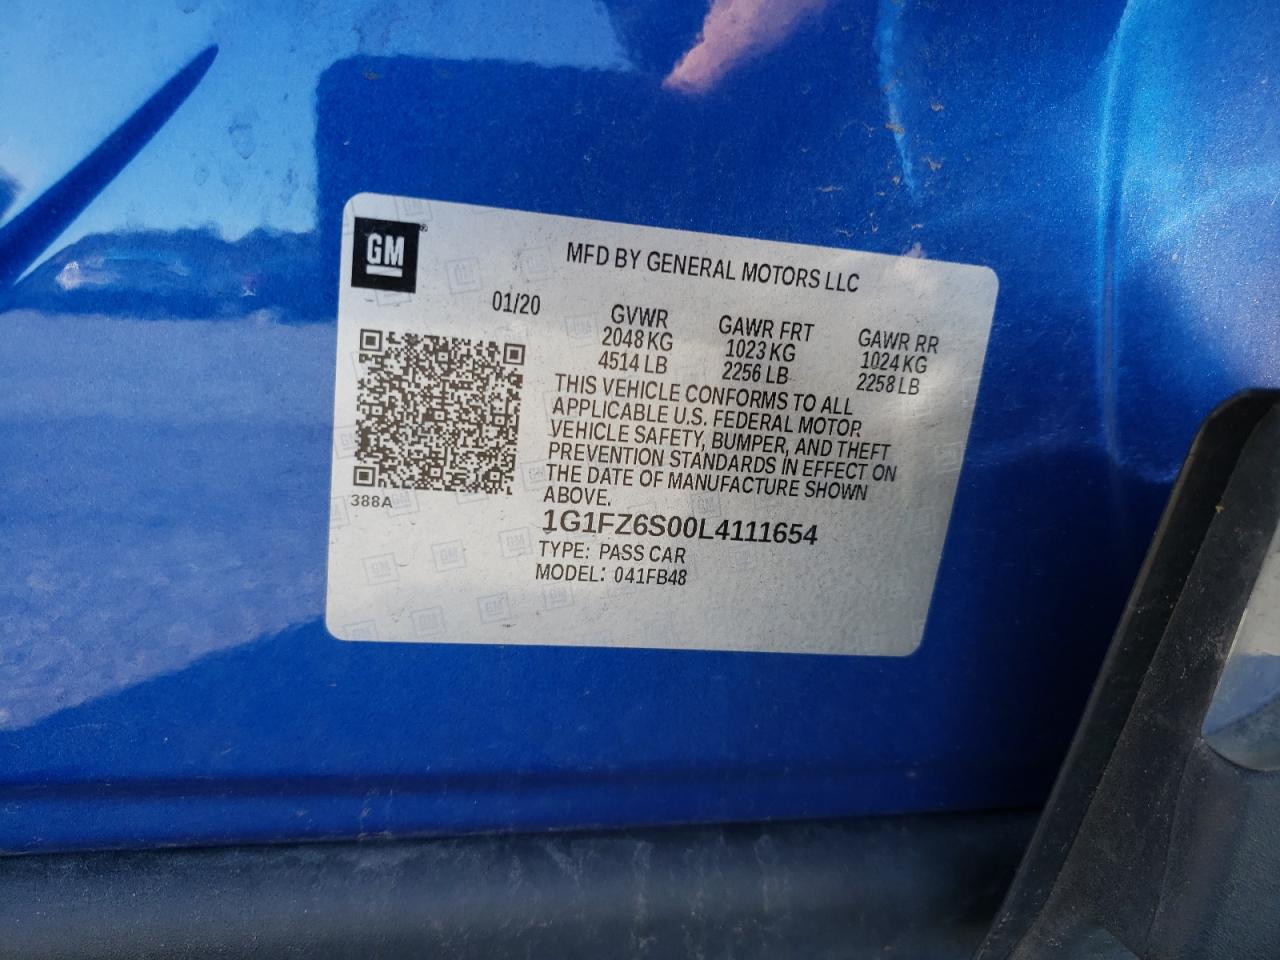 GM®
MFD BY GENERAL MOTORS LLC
01/20
GVWR
2048 KG
4514 LB
GAWR FRT
1023 KG
2256 LB
GAWR RR
1024 KG
2258 LB
THIS VEHICLE CONFORMS TO ALL
APPLICABLE U.S. FEDERAL MOTOR
VEHICLE SAFETY, BUMPER, AND THEFT
PREVENTION STANDARDS IN EFFECT ON
THE DATE OF MANUFACTURE SHOWN
ABOVE.
388A
1G1FZ6S00L4111654
TYPE: PASS CAR
MODEL: 041FB48